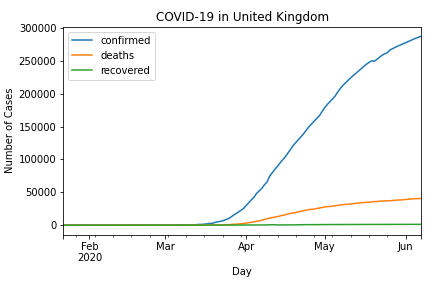 COVID-19 in United Kingdom
confirmed
deaths
recovered
Number of Cases
300000
250000
200000
150000
100000
50000
0
Feb
2020
Mar
Apr
May
Jun
Day